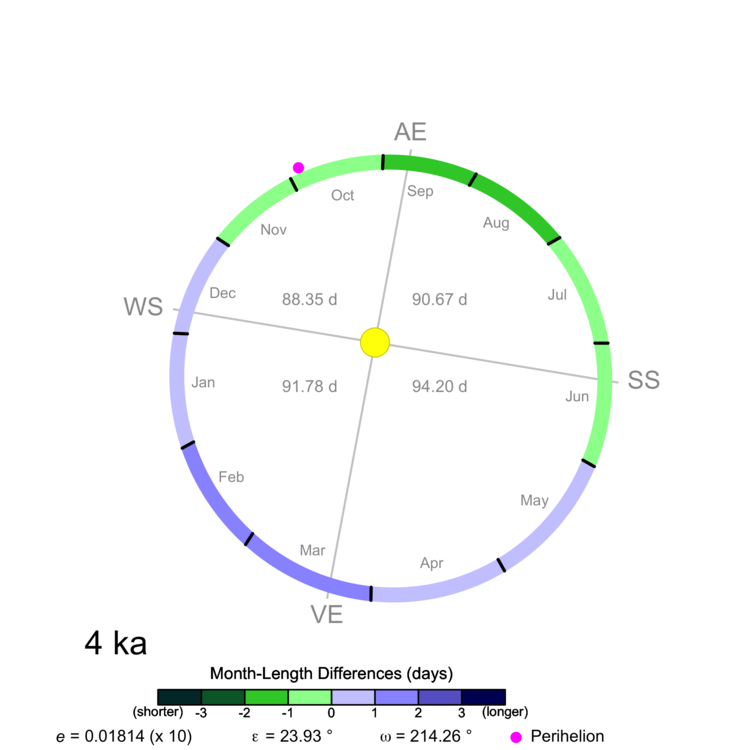 AE
Oct
Sep
Nov
Aug
Dec
88.35 d
90.67 d
Jul
WS
Jan
91.78 d
94.20 d
Jun
SS
Feb
May
Mar
Apr
VE
4 ka
Month-Length Differences (days)
(shorter) -3 -2 -1 0 1 2 3 (longer)
e = 0.01814 (x 10) ε = 23.93 ° ω = 214.26 ° Perihelion